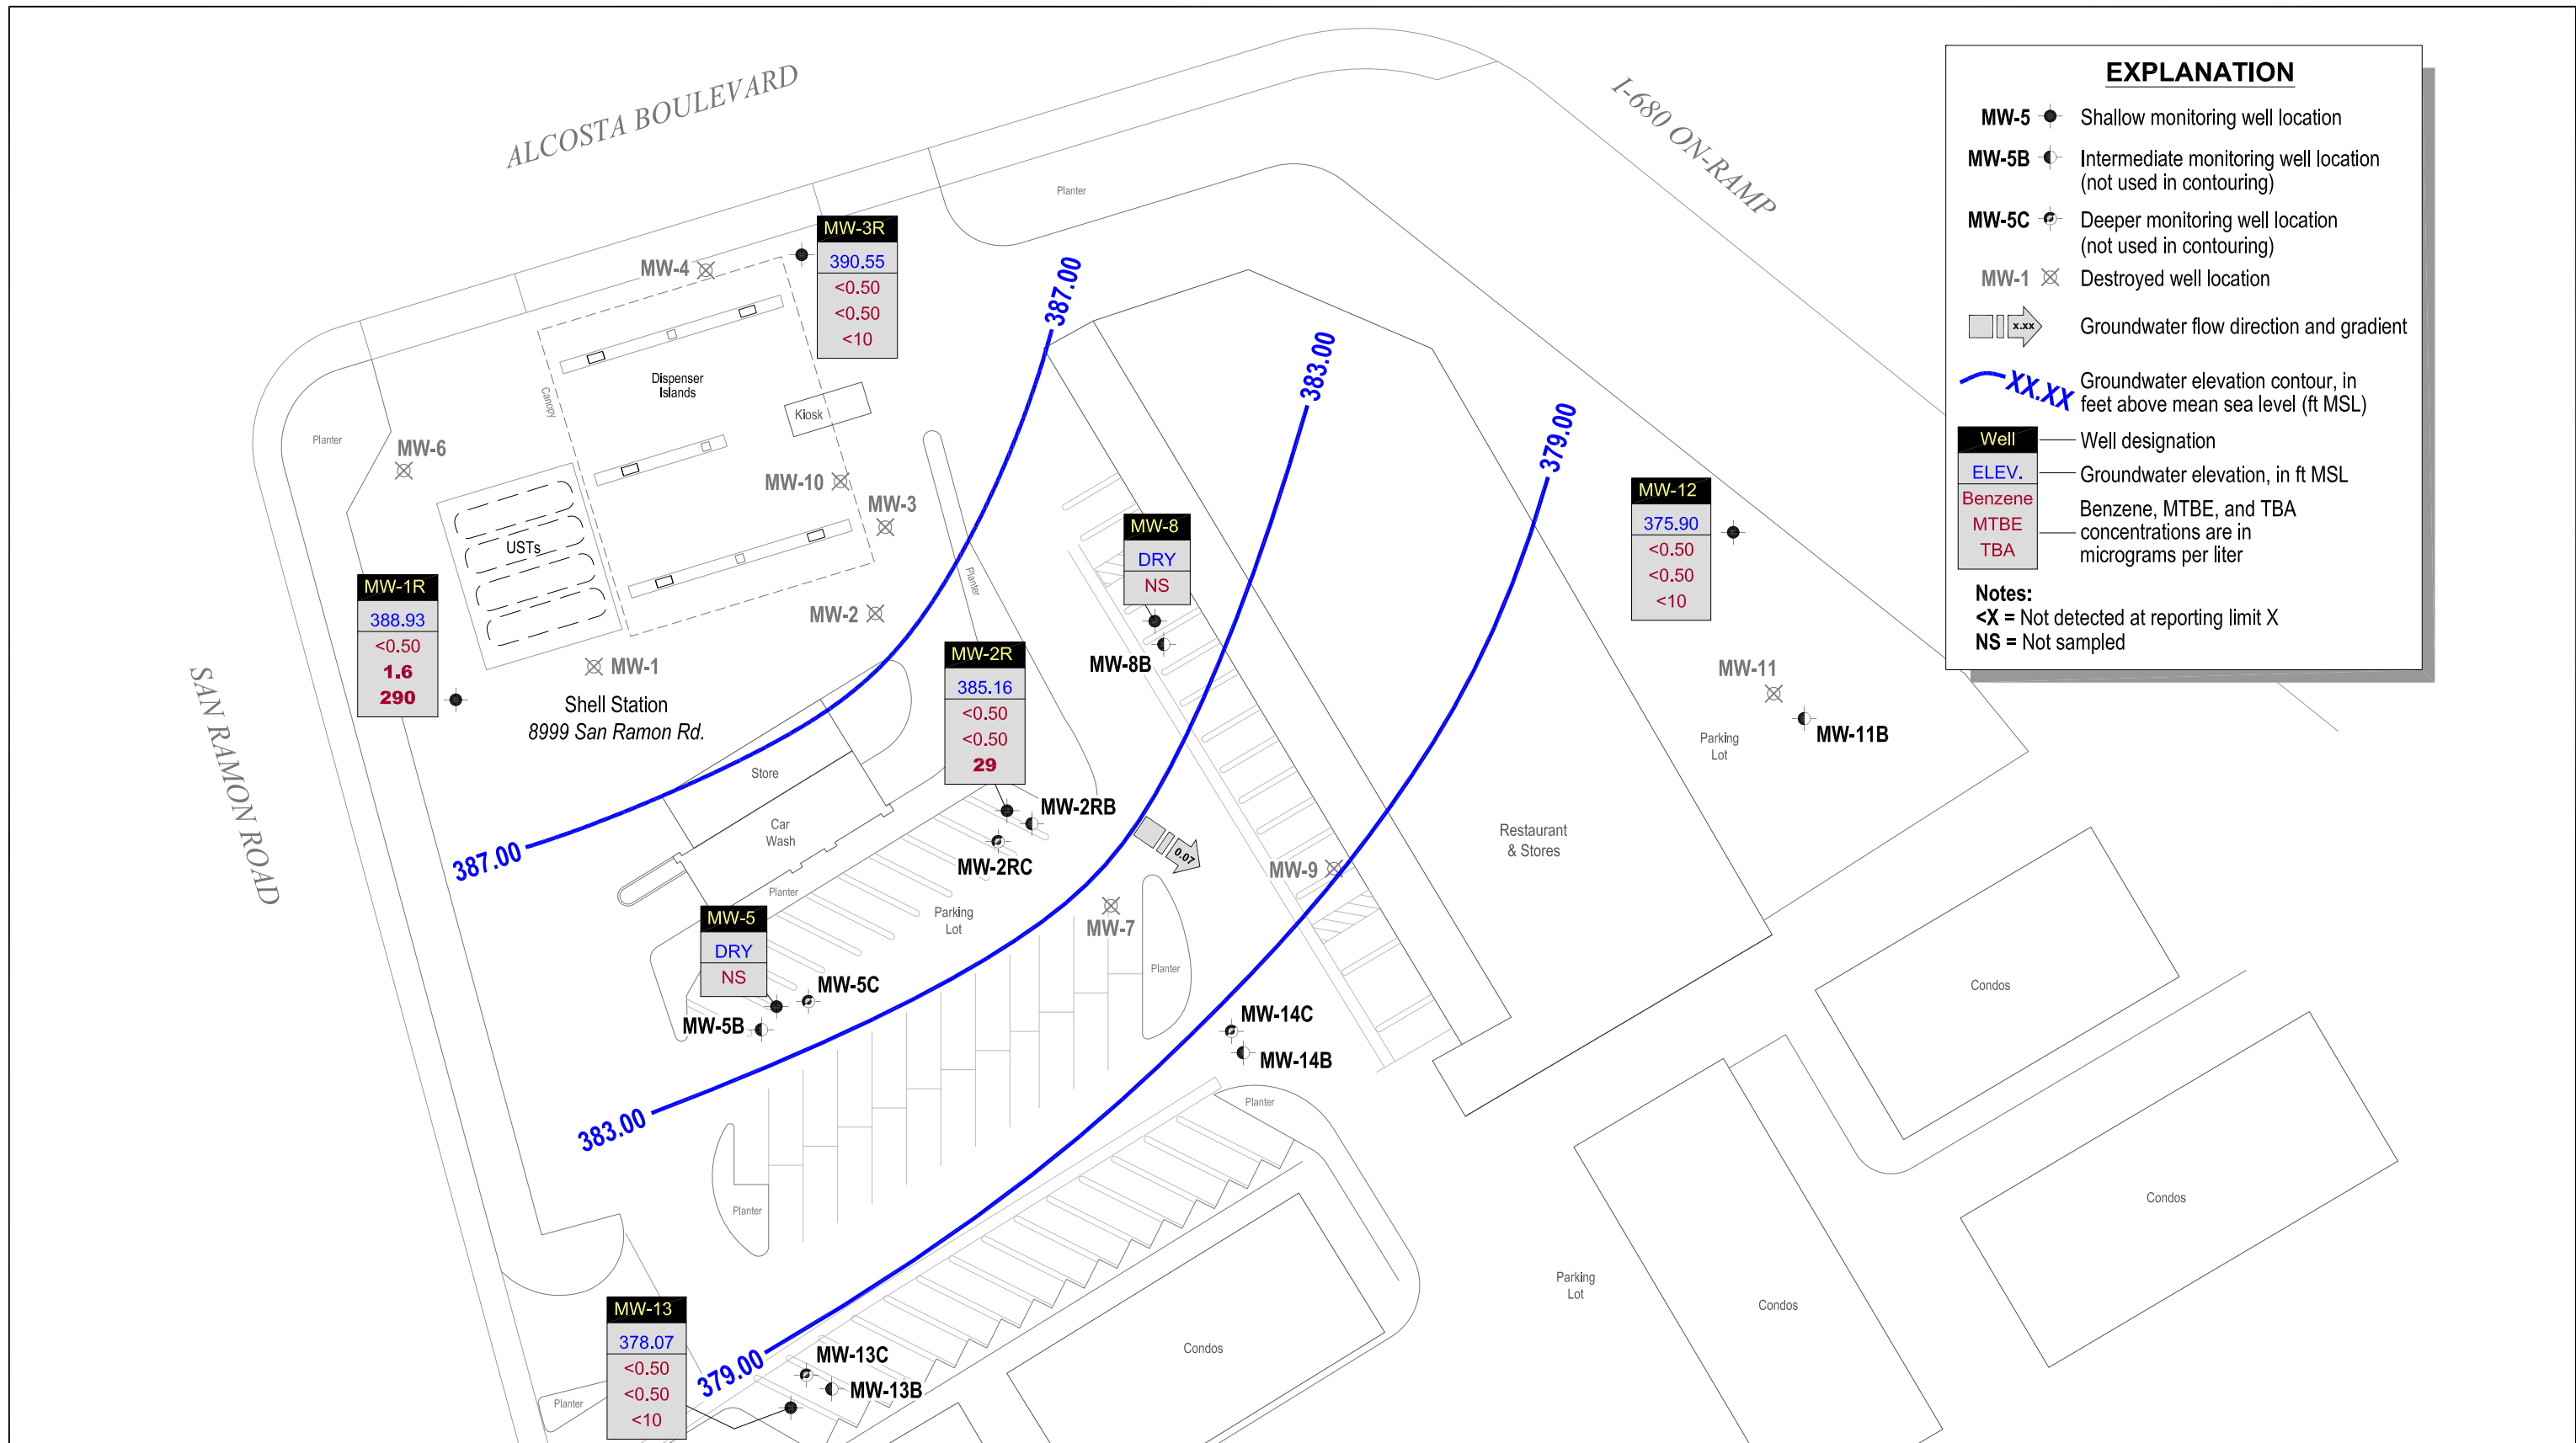 ALCOSTA BOULEVARD
I-680 ON-RAMP
SAN RAMON ROAD
EXPLANATION
MW-5 Shallow monitoring well location
MW-5B Intermediate monitoring well location
(not used in contouring)
MW-5C Deeper monitoring well location
(not used in contouring)
MW-1 Destroyed well location
x.xx Groundwater flow direction and gradient
XX.XX Groundwater elevation contour, in
feet above mean sea level (ft MSL)
Well Well designation
ELEV. Groundwater elevation, in ft MSL
Benzene
MTBE
TBA
Benzene, MTBE, and TBA
concentrations are in
micrograms per liter
Notes:
<X = Not detected at reporting limit X
NS = Not sampled
Planter
MW-3R
390.55
<0.50
<0.50
<10
MW-4
387.00
383.00
379.00
Dispenser
Islands
Canopy
Kiosk
Planter
MW-6
MW-10
MW-3
USTs
Planter
MW-8
DRY
NS
MW-8B
MW-12
375.90
<0.50
<0.50
<10
MW-1R
388.93
<0.50
1.6
290
MW-2
MW-1
Shell Station
8999 San Ramon Rd.
MW-2R
385.16
<0.50
<0.50
29
MW-11
MW-11B
Parking
Lot
Store
Car
Wash
MW-2RB
MW-2RC
0.07
Restaurant
& Stores
387.00
MW-9
Planter
MW-5
DRY
NS
Parking
Lot
MW-7
Planter
MW-5C
MW-5B
MW-14C
MW-14B
Condos
383.00
Planter
Planter
Condos
Parking
Lot
Condos
MW-13
378.07
<0.50
<0.50
<10
379.00
MW-13C
MW-13B
Condos
Planter